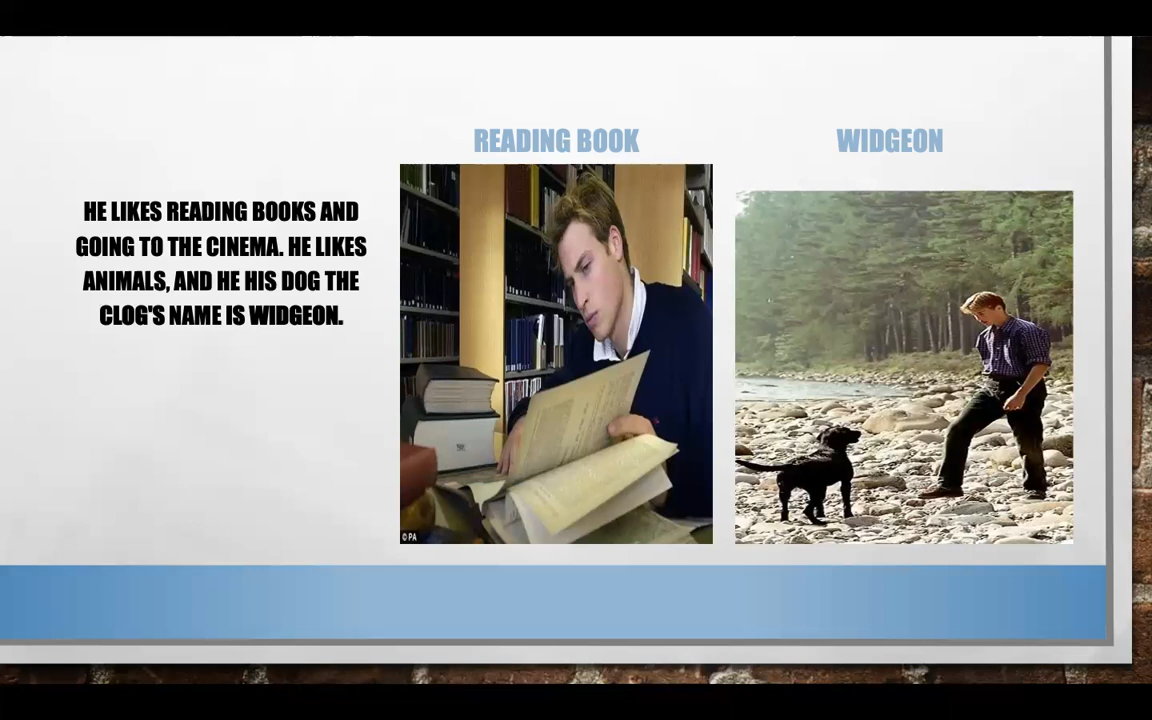 READING BOOK
WIDGEON
HE LIKES READING BOOKS AND
GOING TO THE CINEMA. HE LIKES
ANIMALS, AND HE HIS DOG THE
CLOG'S NAME IS WIDGEON.
© PA